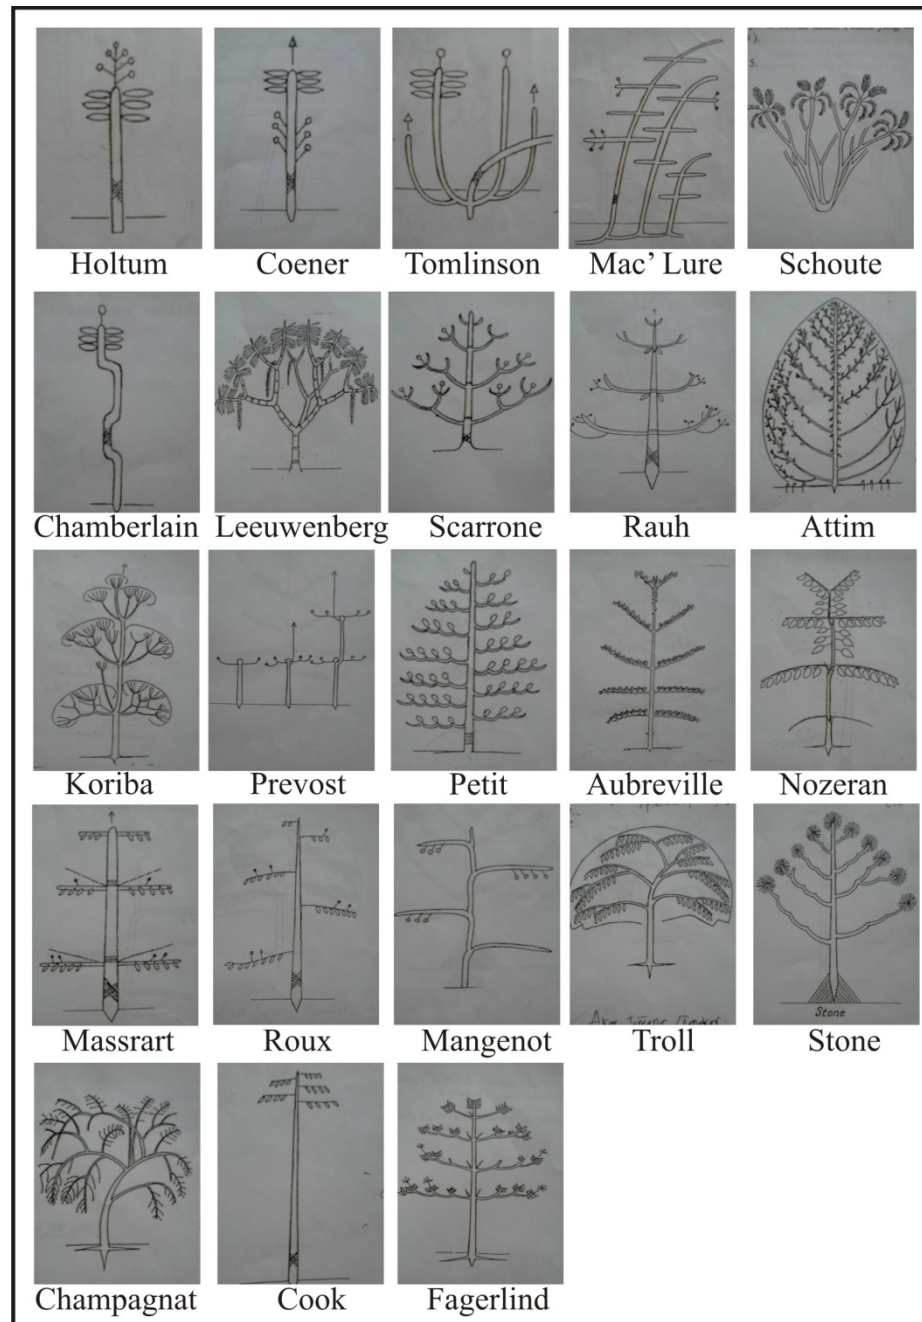 Holtum Coener Tomlinson Mac' Lure Schoute
Chamberlain Leeuwenberg Scarrone Rauh Attim
Koriba Prevost Petit Aubreville Nozeran
Stone
Massrart Roux Mangenot Troll Stone
Champagnat Cook Fagerlind